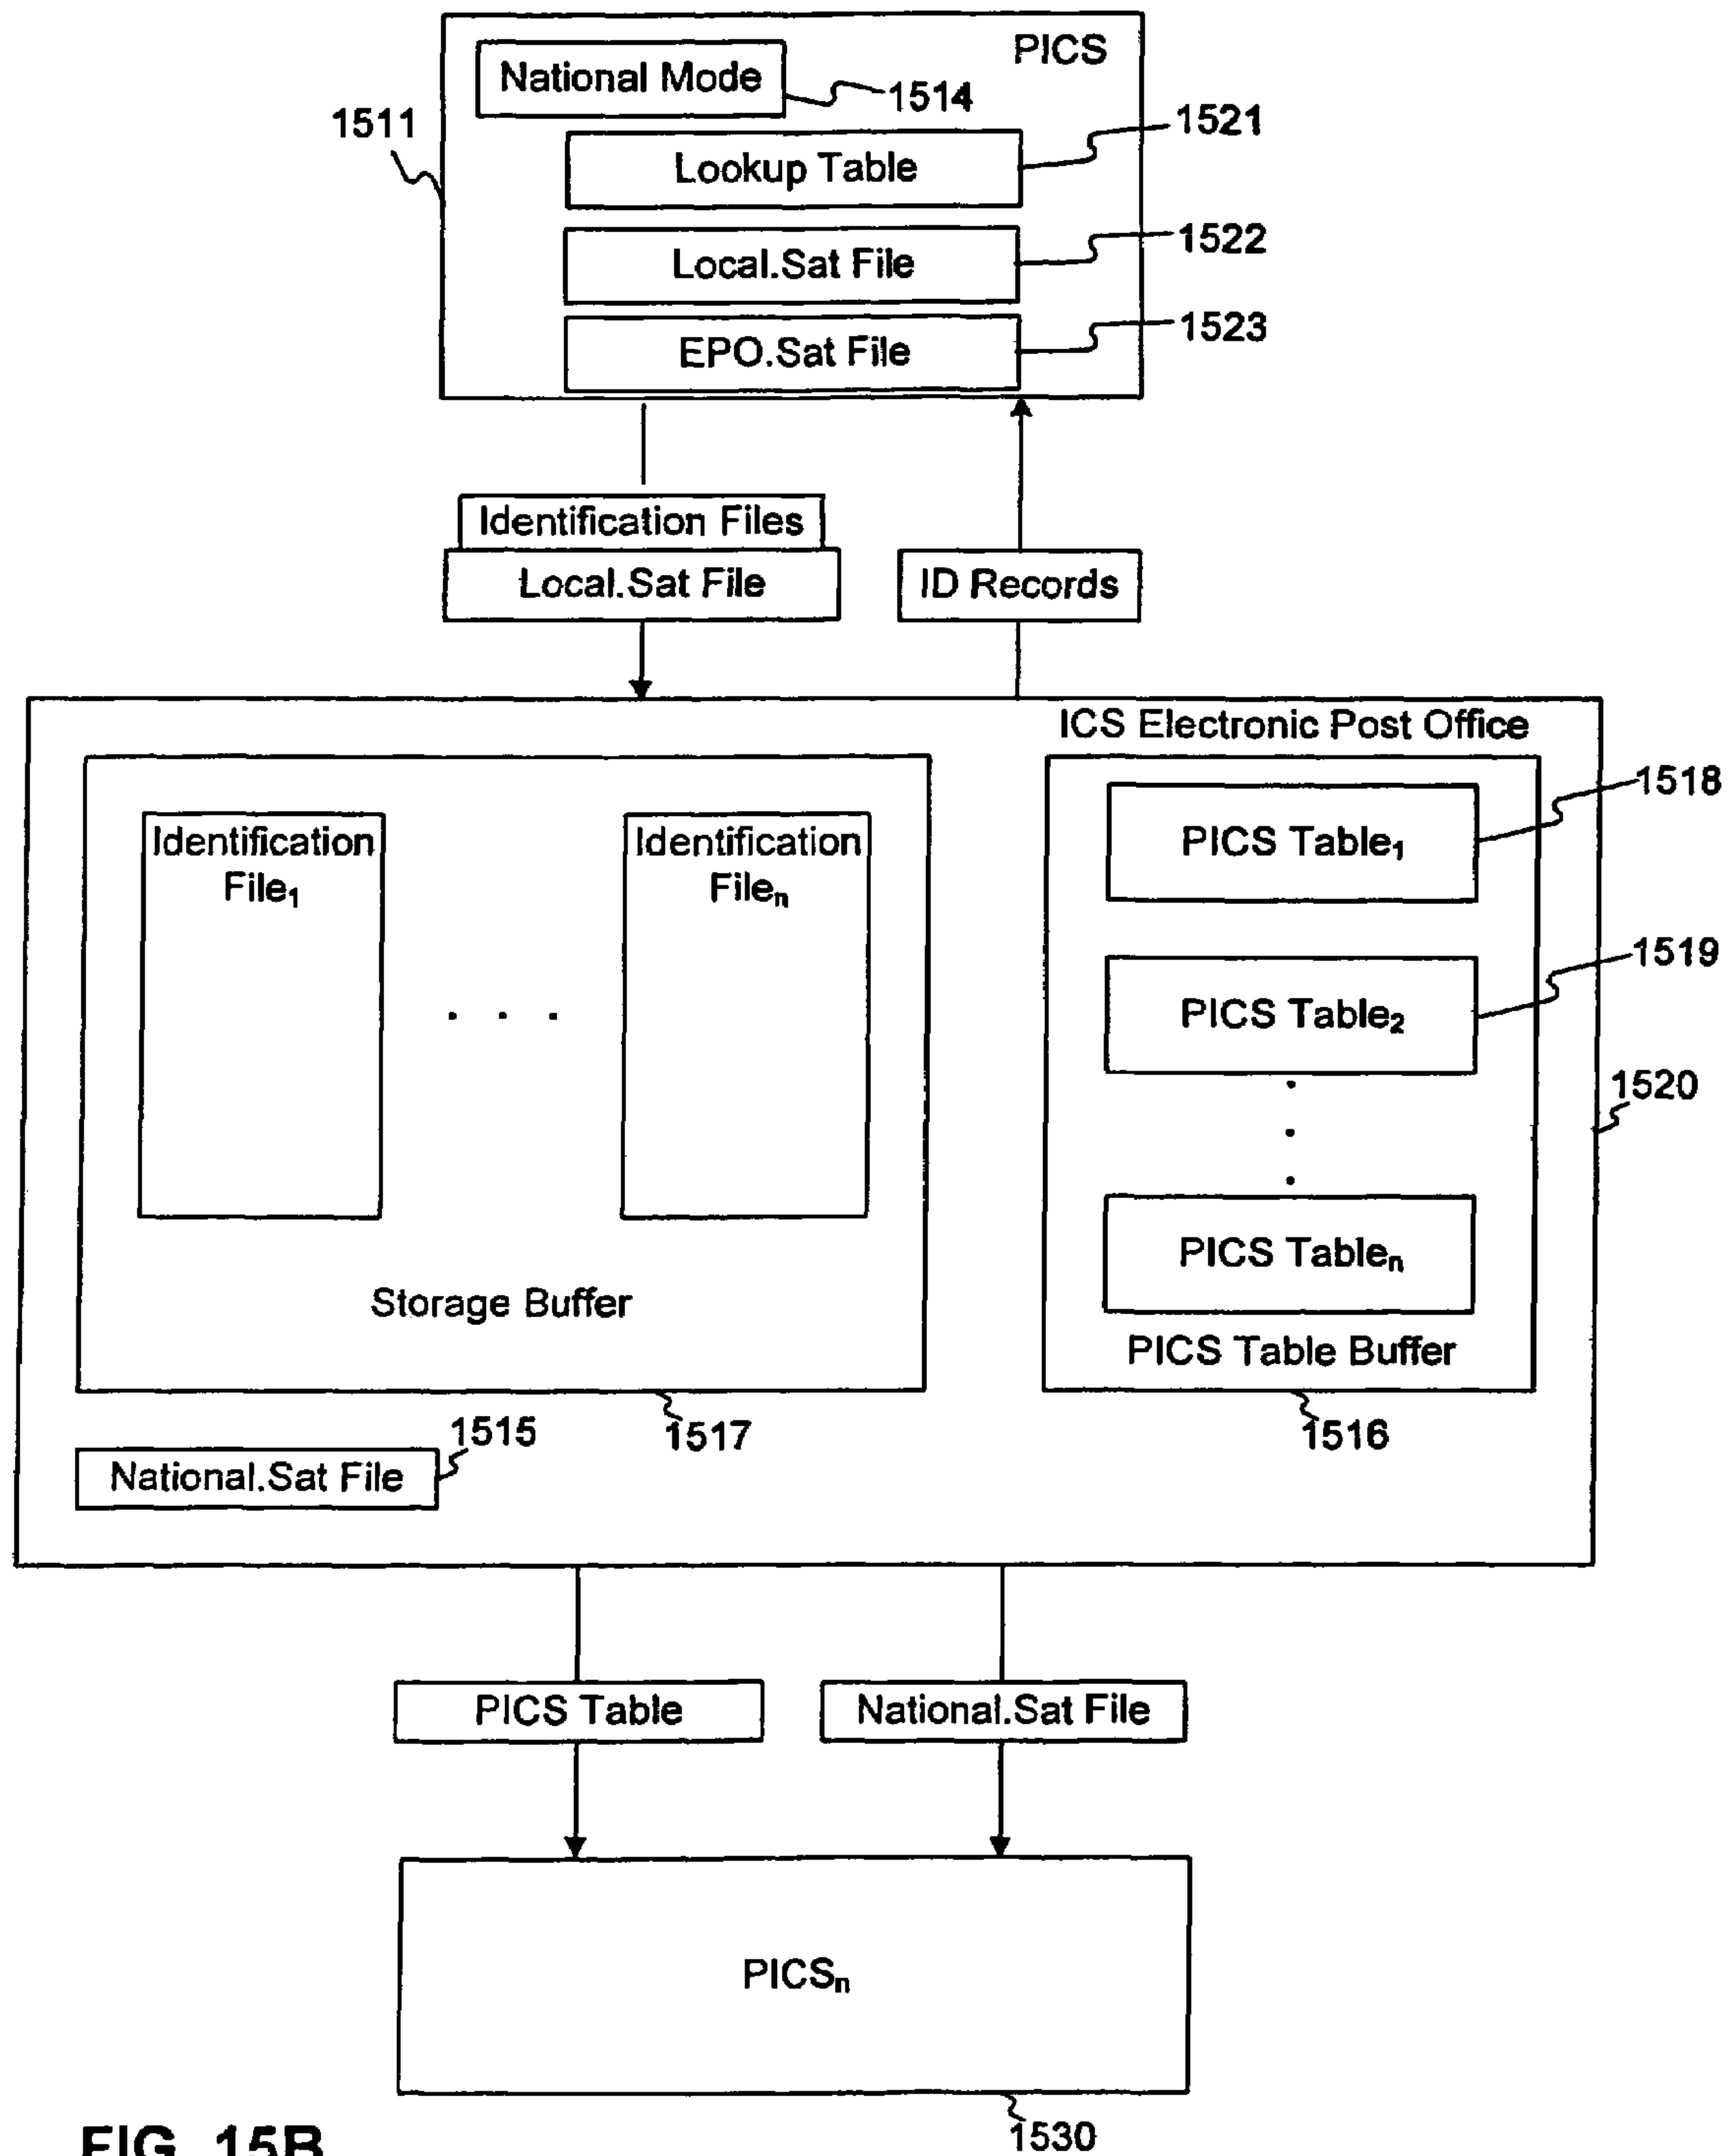 PICS
National Mode
1514
1511
1521
Lookup Table
1522
Local.Sat File
1523
EPO.Sat File
Identification Files
Local.Sat File
ID Records
ICS Electronic Post Office
1518
Identification
File₁
Identification
Fileₙ
PICS Table₁
1519
. . .
PICS Table₂
1520
PICS Tableₙ
Storage Buffer
PICS Table Buffer
1515
1517
1516
National.Sat File
PICS Table
National.Sat File
PICSₙ
1530
FIG. 15B